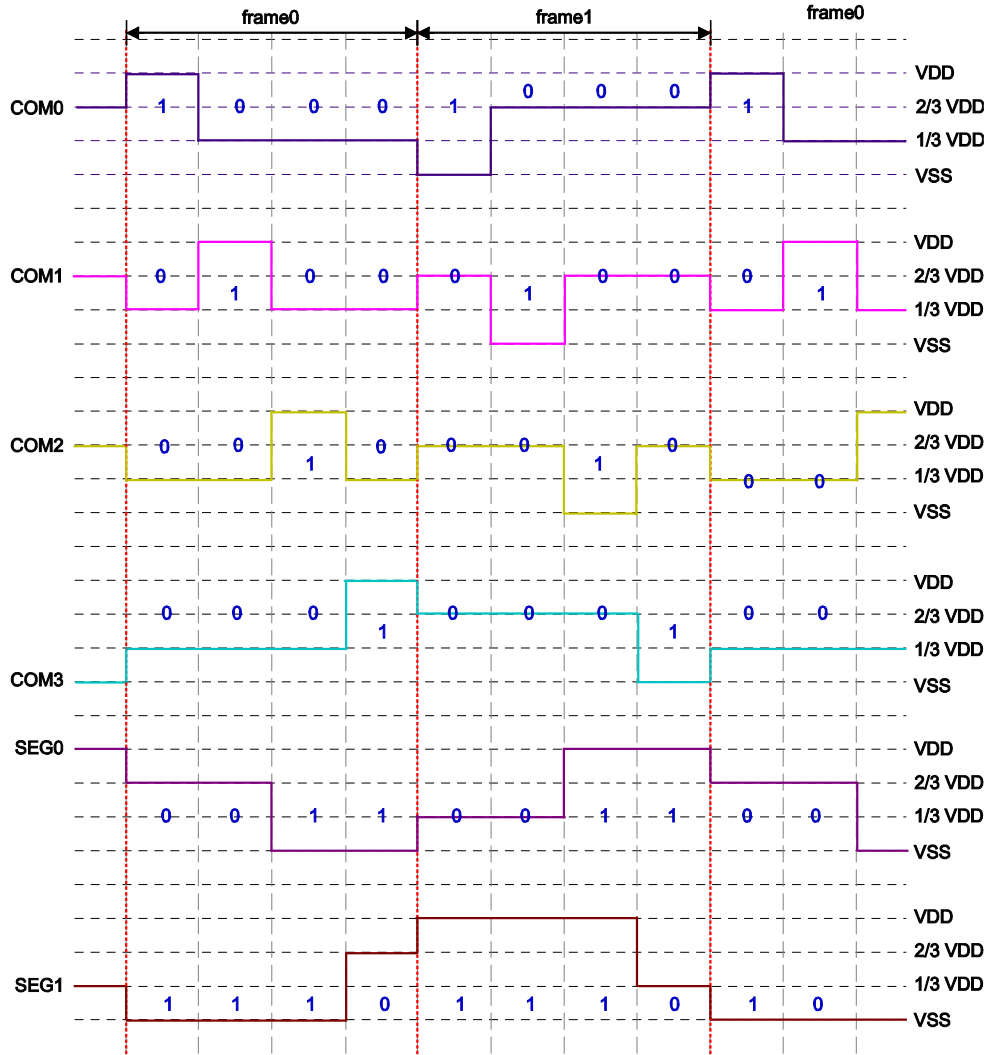 frame0 frame1 frame0
VDD
0 0 0
COM0 1 0 0 0 1 1 2/3 VDD
1/3 VDD
VSS
VDD
COM1 0 0 0 0 0 0 0 2/3 VDD
1 1 1
1/3 VDD
VSS
VDD
COM2 0 0 0 0 0 0 2/3 VDD
1 1
0 0 1/3 VDD
VSS
VDD
0 0 0 0 0 0 0 0 2/3 VDD
1 1
1/3 VDD
COM3 VSS
SEG0 VDD
2/3 VDD
0 0 1 1 0 0 1 1 0 0 1/3 VDD
VSS
VDD
2/3 VDD
SEG1 1/3 VDD
1 1 1 0 1 1 1 0 1 0
VSS